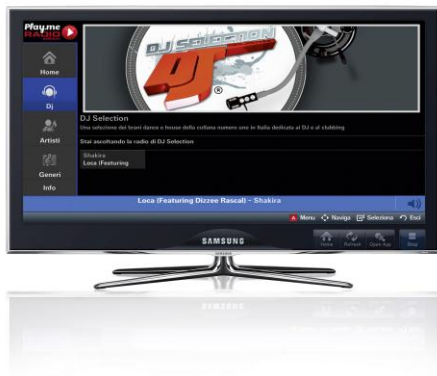 Play.me
RADIO
Home
Dj
Artisti
Generi
Info
DJ SELECTION
DJ
®
DJ Selection
Una selezione dei brani dance e house della collana numero uno in Italia dedicata ai DJ e al clubbing
Stai ascoltando la radio di DJ Selection
Shakira
Loca (Featuring
Loca (Featuring Dizzee Rascal) - Shakira
A Menu Naviga Seleziona Esci
SAMSUNG
Home Refresh Open App Stop